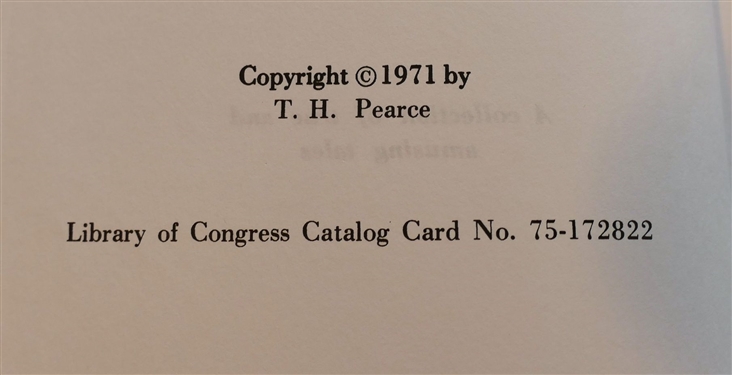 Copyright © 1971 by
T. H. Pearce
Library of Congress Catalog Card No. 75-172822